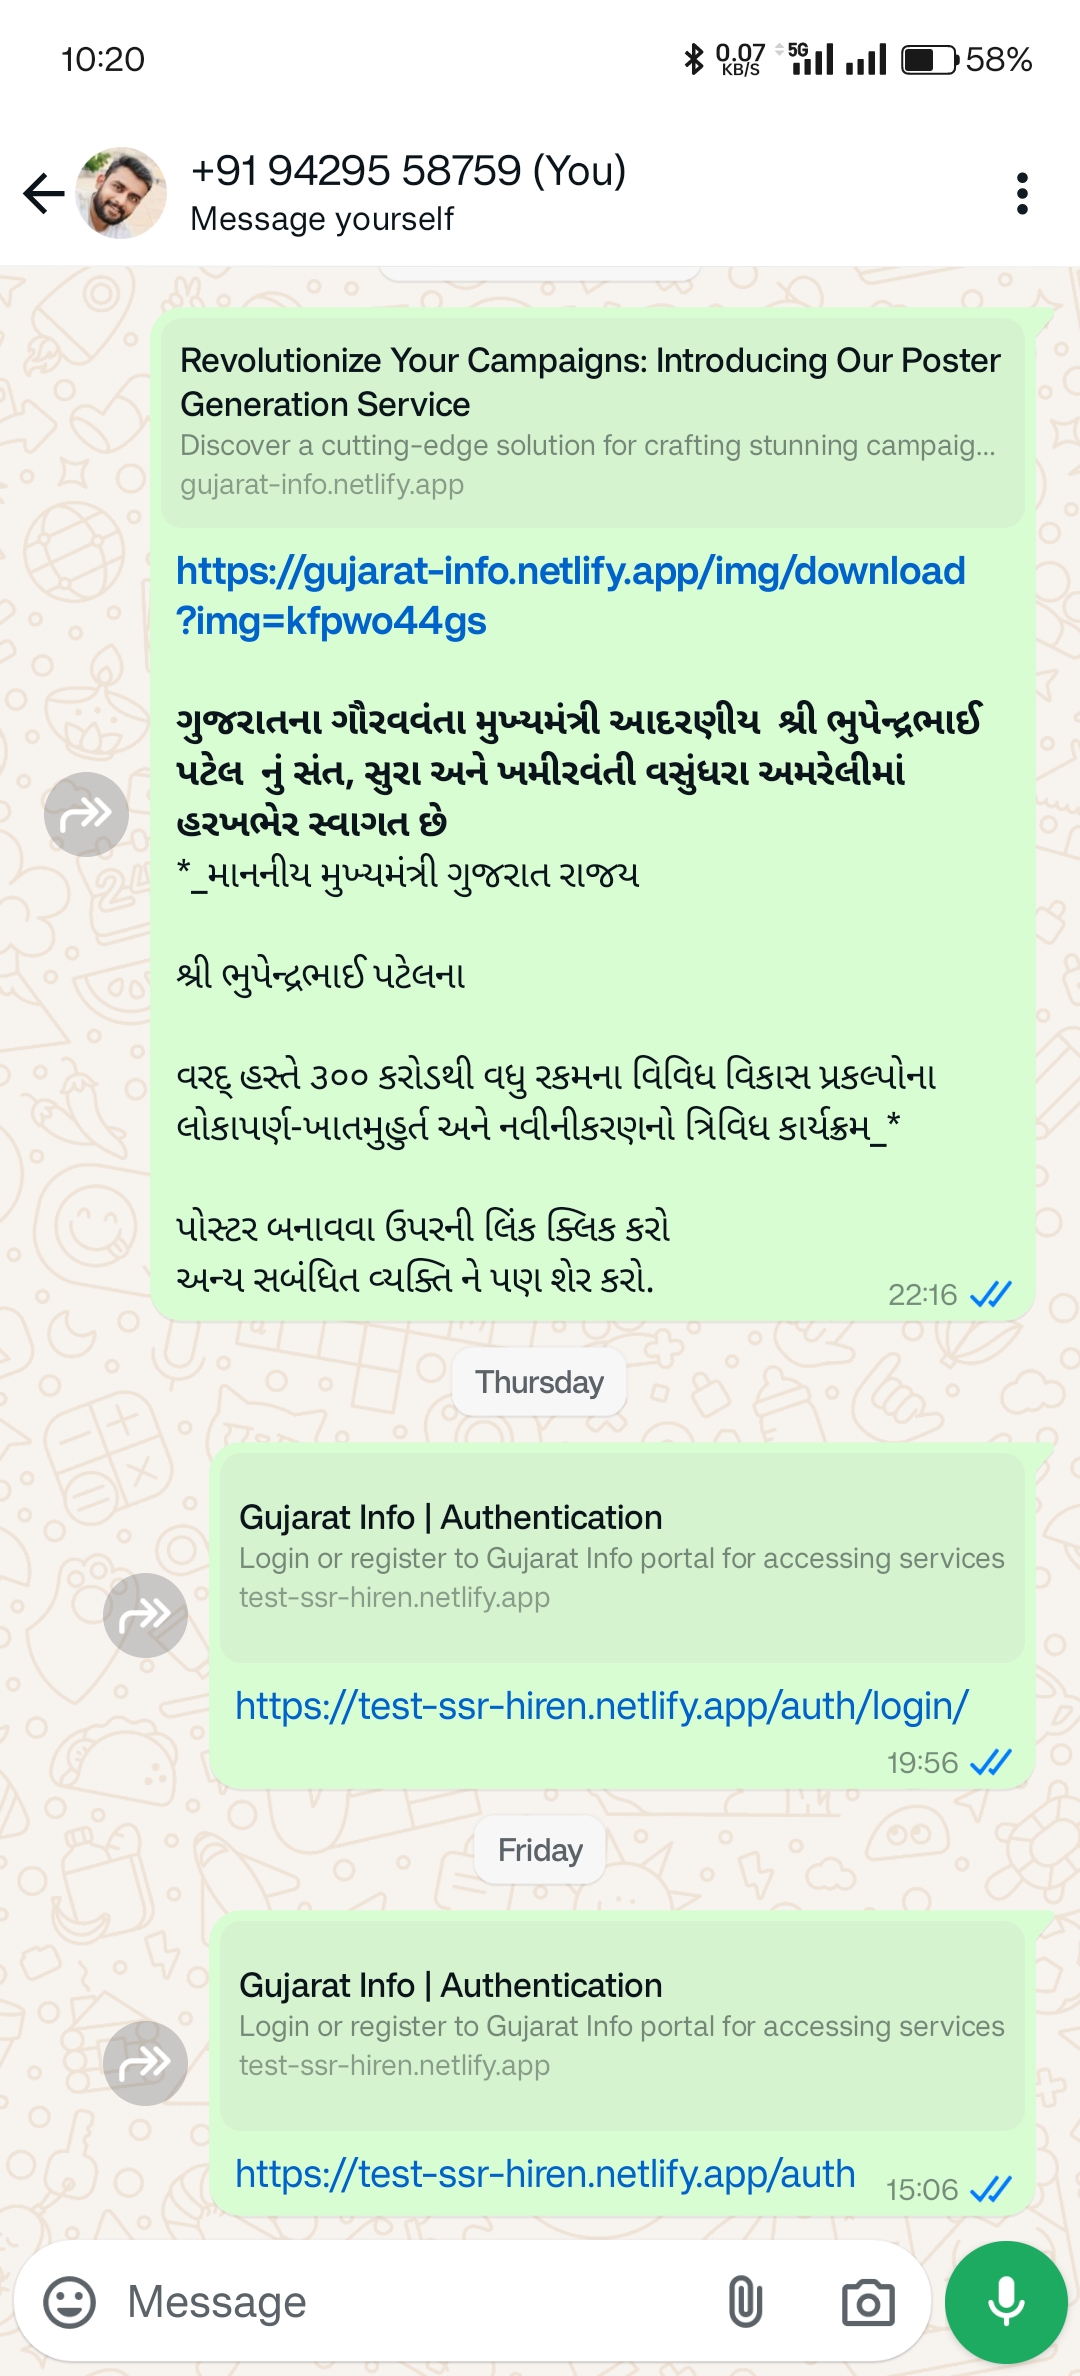 10:20
0.07 KB/S 5G 58%
+91 94295 58759 (You)
Message yourself
Revolutionize Your Campaigns: Introducing Our Poster
Generation Service
Discover a cutting-edge solution for crafting stunning campaig...
gujarat-info.netlify.app
https://gujarat-info.netlify.app/img/download
?img=kfpwo44gs
ગુજરાતના ગૌરવવંતા મુખ્યમંત્રી આદરણીય  શ્રી ભુપેન્દ્રભાઈ
પટેલ  નું સંત, સુરા અને ખમીરવંતી વસુંધરા અમરેલીમાં
હરખભેર સ્વાગત છે
*_માનનીય મુખ્યમંત્રી ગુજરાત રાજ્ય
શ્રી ભુપેન્દ્રભાઈ પટેલના
વરદ્ હસ્તે ૩૦૦ કરોડથી વધુ રકમના વિવિધ વિકાસ પ્રકલ્પોના
લોકાપર્ણ-ખાતમુહુર્ત અને નવીનીકરણનો ત્રિવિધ કાર્યક્રમ_*
પોસ્ટર બનાવવા ઉપરની લિંક ક્લિક કરો
અન્ય સબંધિત વ્યક્તિ ને પણ શેર કરો.
22:16
Thursday
Gujarat Info | Authentication
Login or register to Gujarat Info portal for accessing services
test-ssr-hiren.netlify.app
https://test-ssr-hiren.netlify.app/auth/login/
19:56
Friday
Gujarat Info | Authentication
Login or register to Gujarat Info portal for accessing services
test-ssr-hiren.netlify.app
https://test-ssr-hiren.netlify.app/auth
15:06
Message